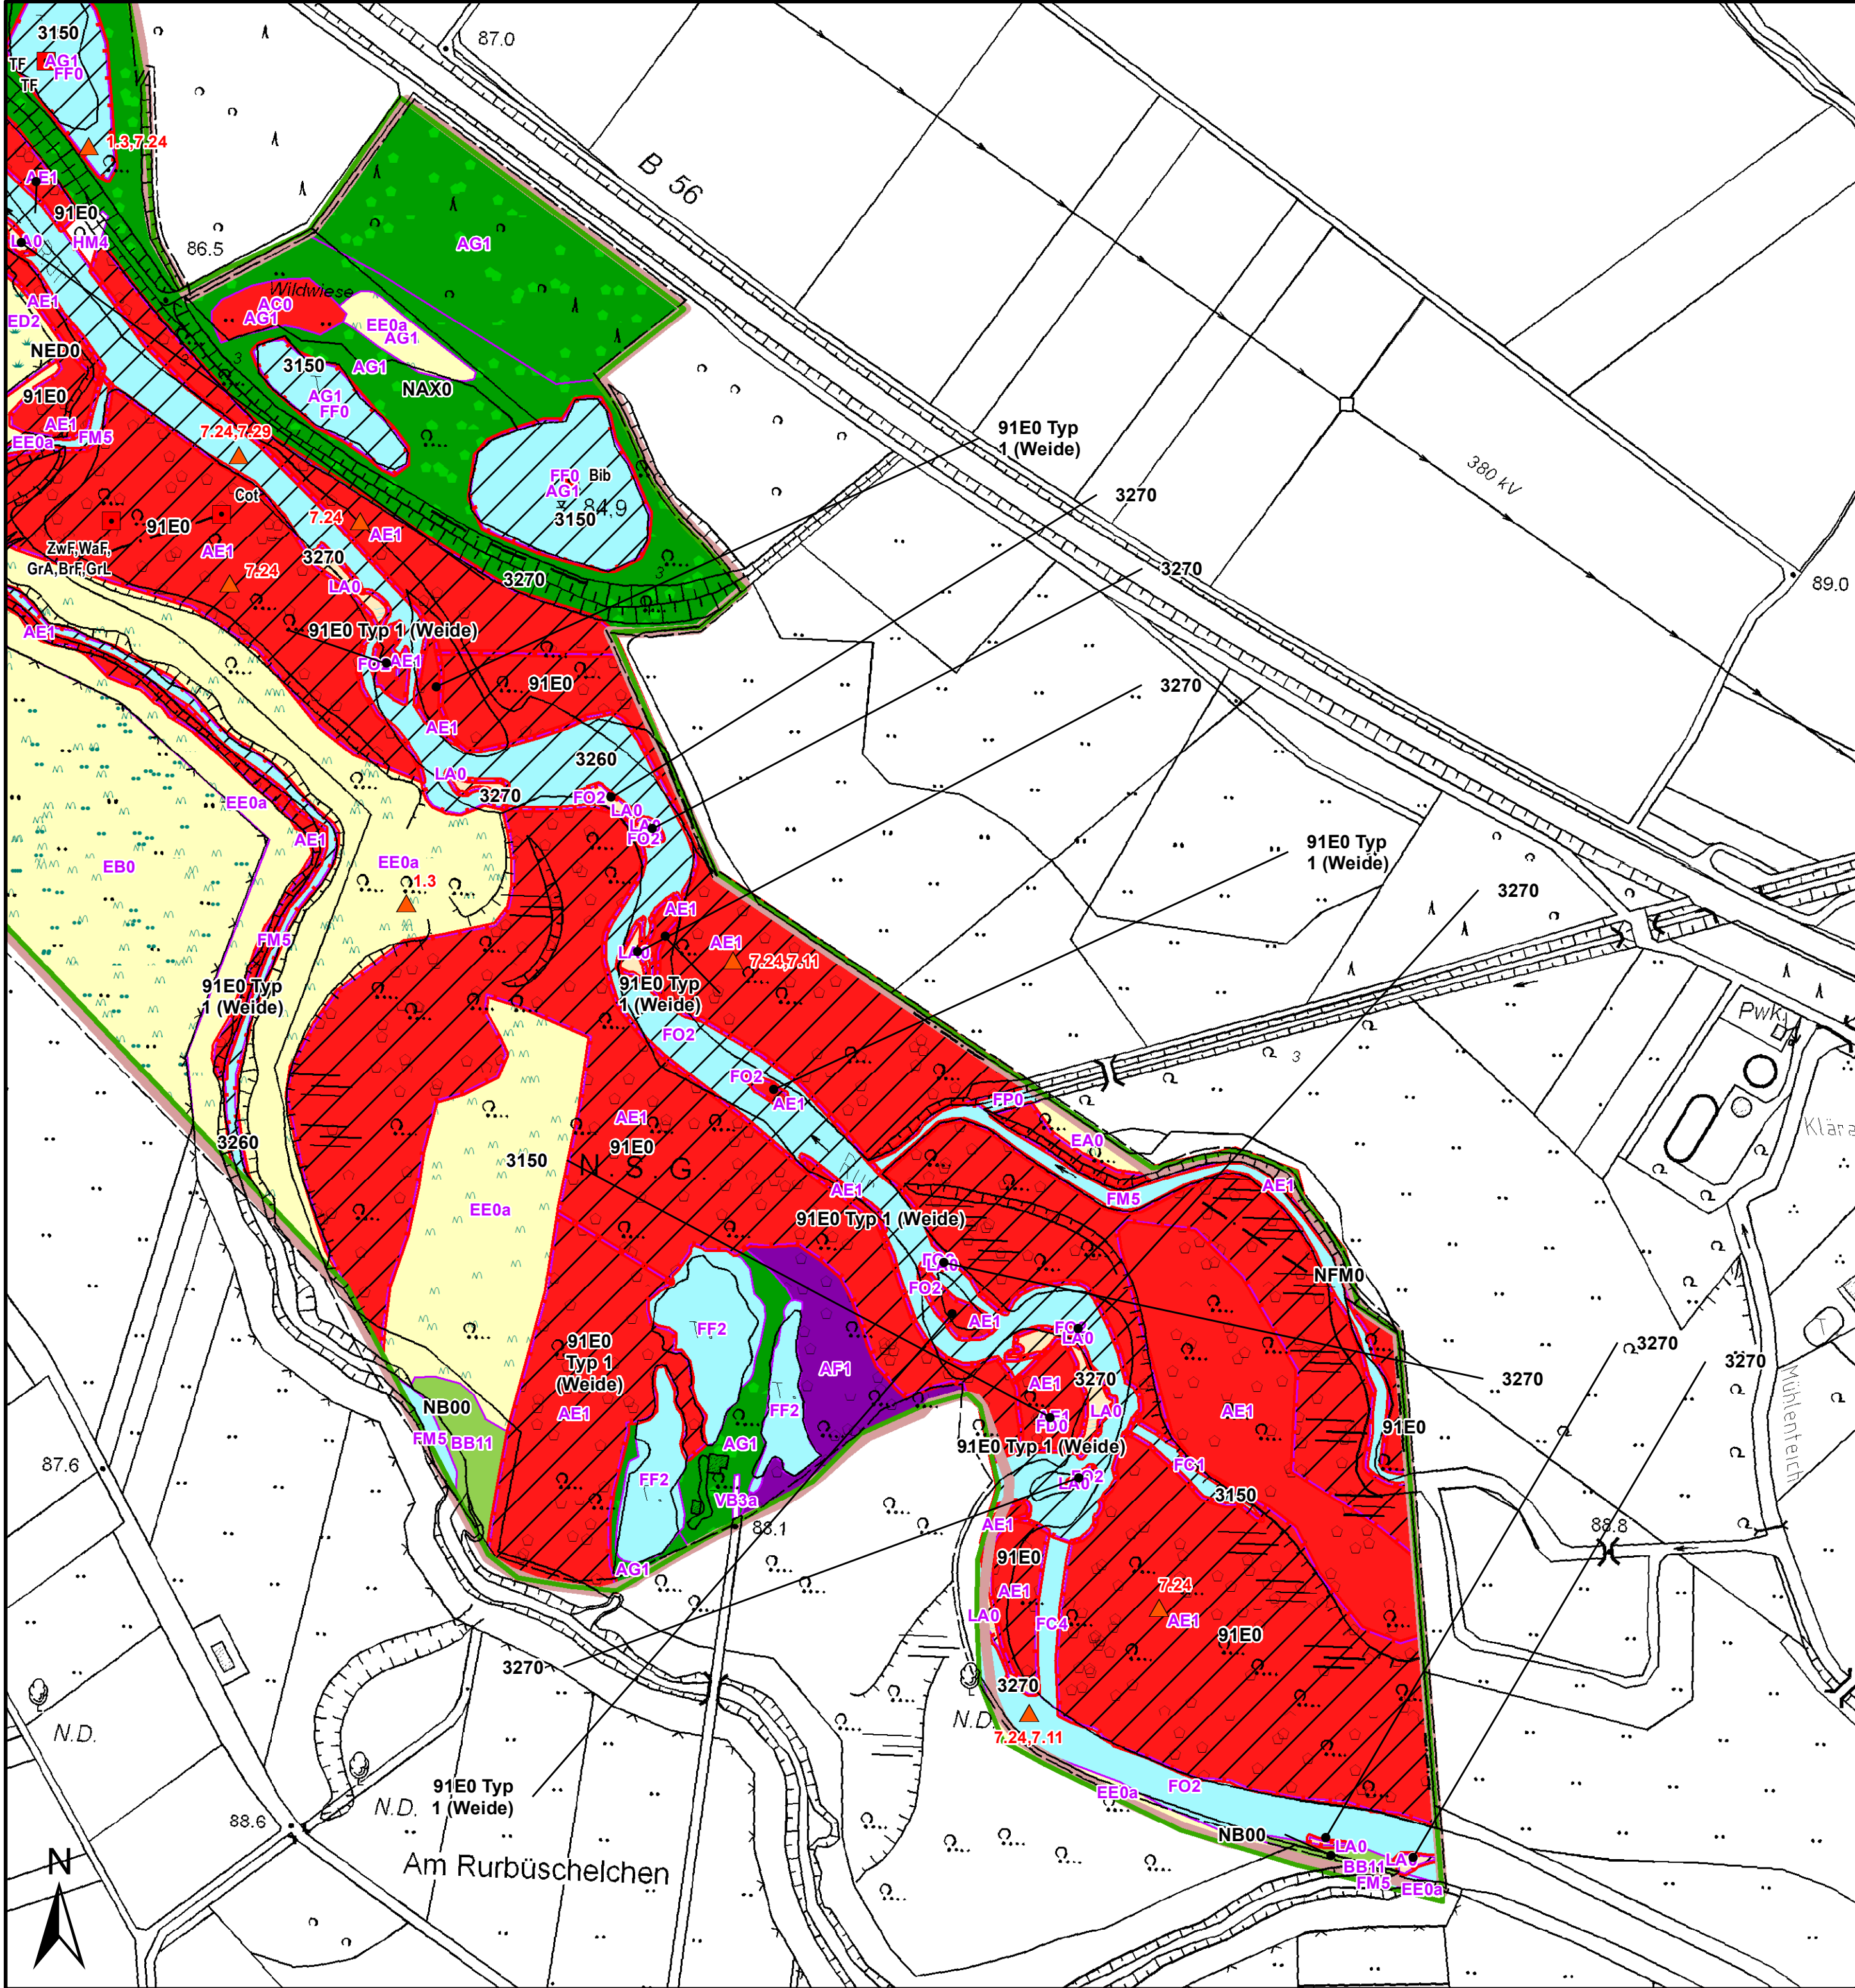 3150
87.0
TF
AG1
FF0
TF
1.3,7.24
B 56
AE1
91E0
LA0
HM4
86.5
AG1
Wildwiese
AE1
ED2
AC0
AG1
EE0a
AG1
NED0
3150
AG1
NAX0
91E0
AG1
FF0
AE1
FM5
EE0a
7.24,7.29
91E0 Typ
1 (Weide)
380 kV
FF0
Bib
AG1
84,9
3150
3270
Cot
7.24
91E0
AE1
ZwF,WaF,
GrA,BrF,GrL
AE1
3270
7.24
LA0
3270
3270
89.0
AE1
91E0 Typ 1 (Weide)
AE1
91E0
3270
AE1
3260
LA0
3270
FO2
LA0
EE0a
FO2
AE1
EB0
EE0a
1.3
91E0 Typ
1 (Weide)
3270
AE1
FM5
AE1
7.24,7.11
91E0 Typ
1 (Weide)
91E0 Typ
1 (Weide)
Pwk.
FO2
3
FO2
AE1
FP0
AE1
91E0
EA0
3260
3150
N. S. G.
AE1
FM5
AE1
EE0a
91E0 Typ 1 (Weide)
FO2
NFM0
AE1
FF2
LA0
3270
91E0
Typ 1
(Weide)
AF1
3270
3270
3270
AE1
NB00
AE1
FF2
LA0
AE1
91E0
FD0
FM5
BB11
AG1
91E0 Typ 1 (Weide)
Mühlenteich
87.6
FF2
FC1
LA0
VB3a
3150
88.1
AE1
88.8
AG1
91E0
AE1
7.24
LA0
FC4
AE1
91E0
3270
3270
N.D.
N.D.
7.24,7.11
91E0 Typ
1 (Weide)
EE0a
FO2
N.D.
88.6
NB00
LA0
Am Rurbüschelchen
BB11
FM5
EE0a
N